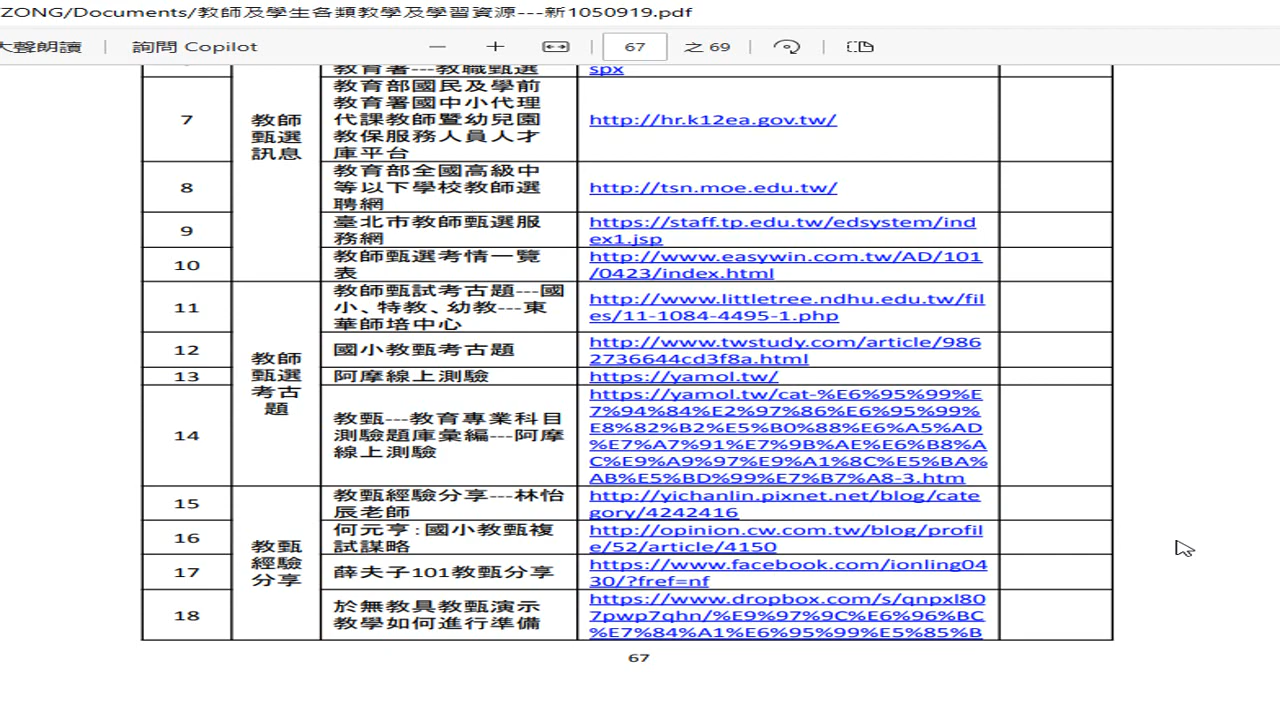 ZONG/Documents/教師及學生各類教學及學習資源---新1050919.pdf
大聲朗讀 | 詢問 Copilot
67 之 69
教育署---教職甄選
spx
7
教師
甄選
訊息
教育部國民及學前
教育署國中小代理
代課教師暨幼兒園
教保服務人員人才
庫平台
http://hr.k12ea.gov.tw/
8
教育部全國高級中
等以下學校教師選
聘網
http://tsn.moe.edu.tw/
9
臺北市教師甄選服
務網
https://staff.tp.edu.tw/edsystem/ind
ex1.jsp
10
教師甄選考情一覽
表
http://www.easywin.com.tw/AD/101
/0423/index.html
11
教師甄試考古題---國
小、特教、幼教---東
華師培中心
http://www.littletree.ndhu.edu.tw/fil
es/11-1084-4495-1.php
12
教師
甄選
考古
題
國小教甄考古題
http://www.twstudy.com/article/986
2736644cd3f8a.html
13
阿摩線上測驗
https://yamol.tw/
14
教甄---教育專業科目
測驗題庫彙編---阿摩
線上測驗
https://yamol.tw/cat-%E6%95%99%E
7%94%84%E2%97%86%E6%95%99%
E8%82%B2%E5%B0%88%E6%A5%AD
%E7%A7%91%E7%9B%AE%E6%B8%A
C%E9%A9%97%E9%A1%8C%E5%BA%
AB%E5%BD%99%E7%B7%A8-3.htm
15
教甄經驗分享---林怡
辰老師
http://yichanlin.pixnet.net/blog/cate
gory/4242416
16
教甄
經驗
分享
何元亨:國小教甄複
試謀略
http://opinion.cw.com.tw/blog/profil
e/52/article/4150
17
薛夫子101教甄分享
https://www.facebook.com/ionling04
30/?fref=nf
18
於無教具教甄演示
教學如何進行準備
https://www.dropbox.com/s/qnpxl80
7pwp7qhn/%E9%97%9C%E6%96%BC
%E7%84%A1%E6%95%99%E5%85%B
67